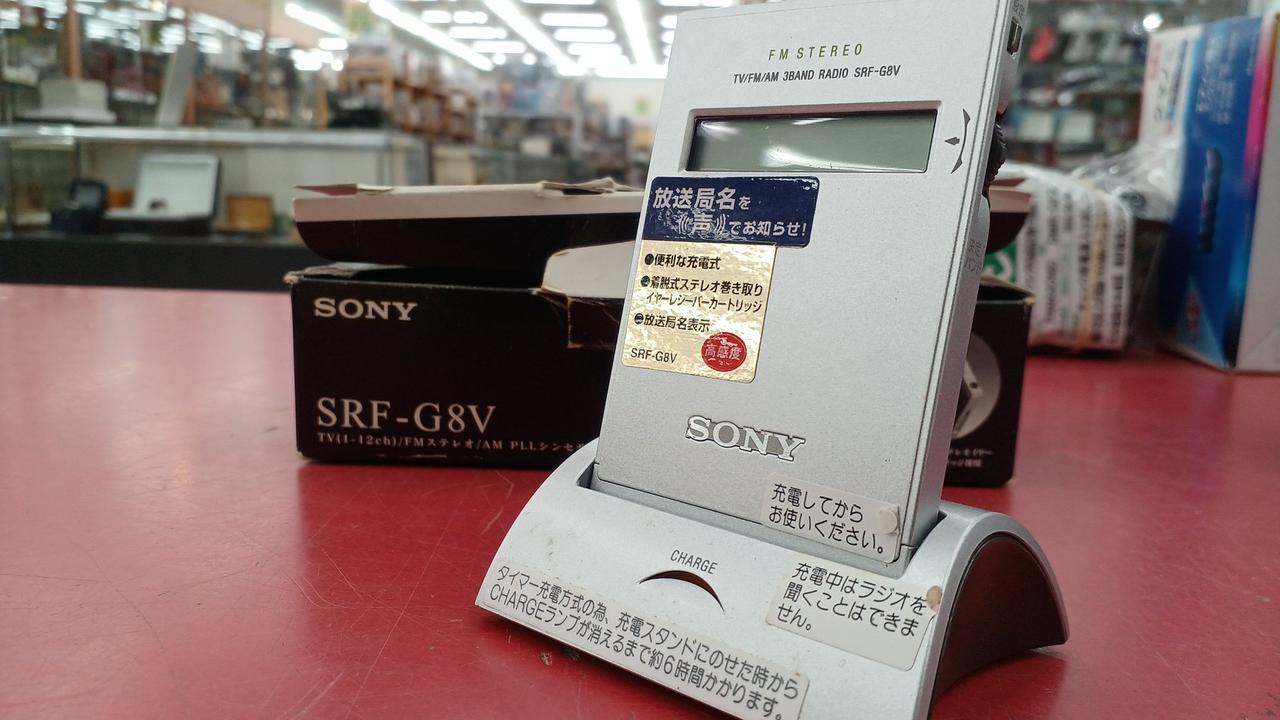 FM STEREO
TV/FM/AM 3BAND RADIO SRF-G8V
放送局名を
《声》でお知らせ!
●便利な充電式
●着脱式ステレオ巻き取り
イヤーレシーバーカートリッジ
●放送局名表示
SRF-G8V
高感度
SONY
充電してから
お使いください。
CHARGE
充電中はラジオを
聞くことはできま
せん。
タイマー充電方式の為、充電スタンドにのせた時から
CHARGEランプが消えるまで約6時間かかります。
SONY
SRF-G8V
TV(1-12ch)/FMステレオ/AM PLLシンセ